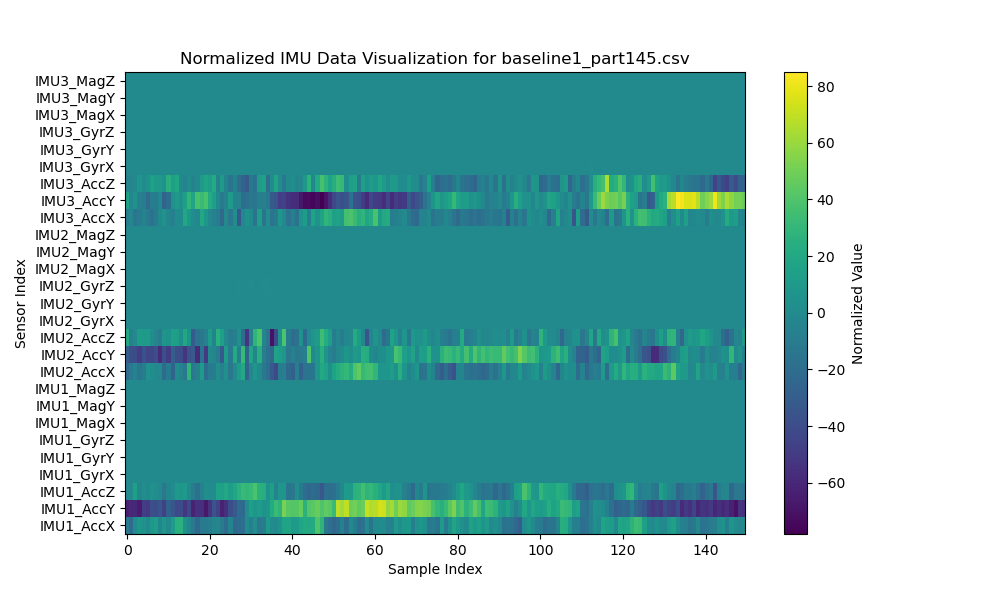 Normalized IMU Data Visualization for baseline1_part145.csv
IMU3_MagZ
IMU3_MagY
IMU3_MagX
IMU3_GyrZ
IMU3_GyrY
IMU3_GyrX
IMU3_AccZ
IMU3_AccY
IMU3_AccX
IMU2_MagZ
IMU2_MagY
IMU2_MagX
IMU2_GyrZ
IMU2_GyrY
IMU2_GyrX
IMU2_AccZ
IMU2_AccY
IMU2_AccX
IMU1_MagZ
IMU1_MagY
IMU1_MagX
IMU1_GyrZ
IMU1_GyrY
IMU1_GyrX
IMU1_AccZ
IMU1_AccY
IMU1_AccX
Sensor Index
0 20 40 60 80 100 120 140
Sample Index
80
60
40
20
0
−20
−40
−60
Normalized Value